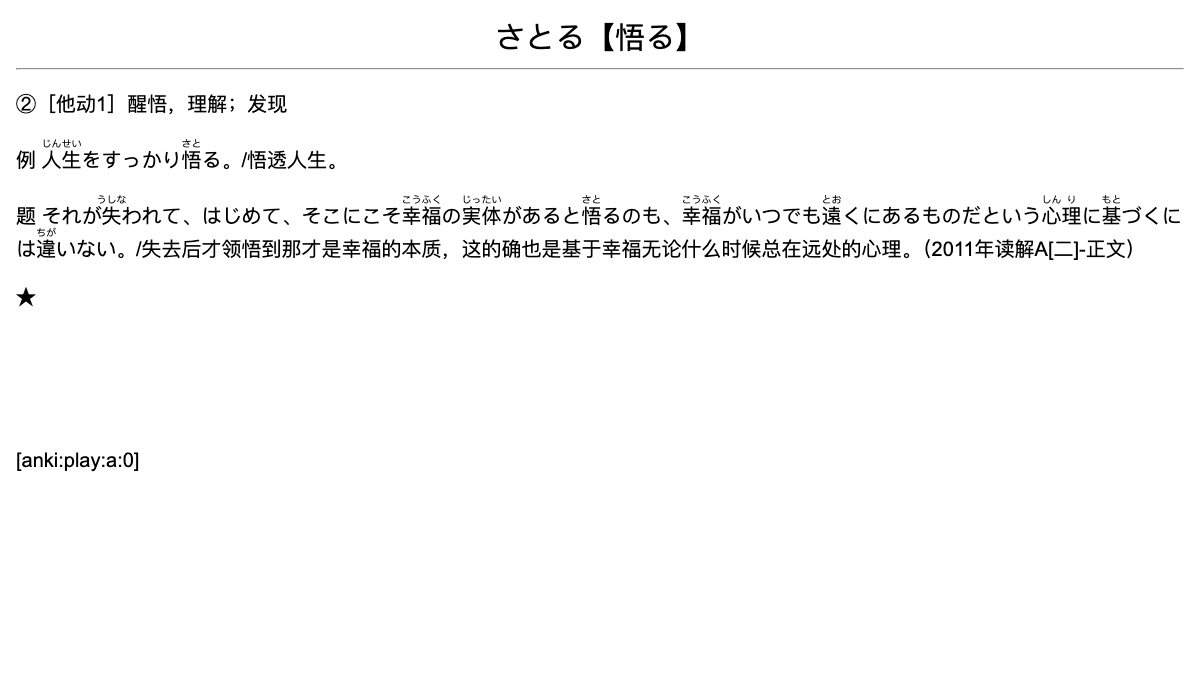 さとる【悟る】
②［他动1］醒悟，理解；发现
じんせい さと
例 人生をすっかり悟る。/悟透人生。
うしな こうふく じったい さと こうふく とお しんり もと
题 それが失われて、はじめて、そこにこそ幸福の実体があると悟るのも、幸福がいつでも遠くにあるものだという心理に基づくに
ちが
は違いない。/失去后才领悟到那才是幸福的本质，这的确也是基于幸福无论什么时候总在远处的心理。（2011年读解A[二]-正文）
★
[anki:play:a:0]